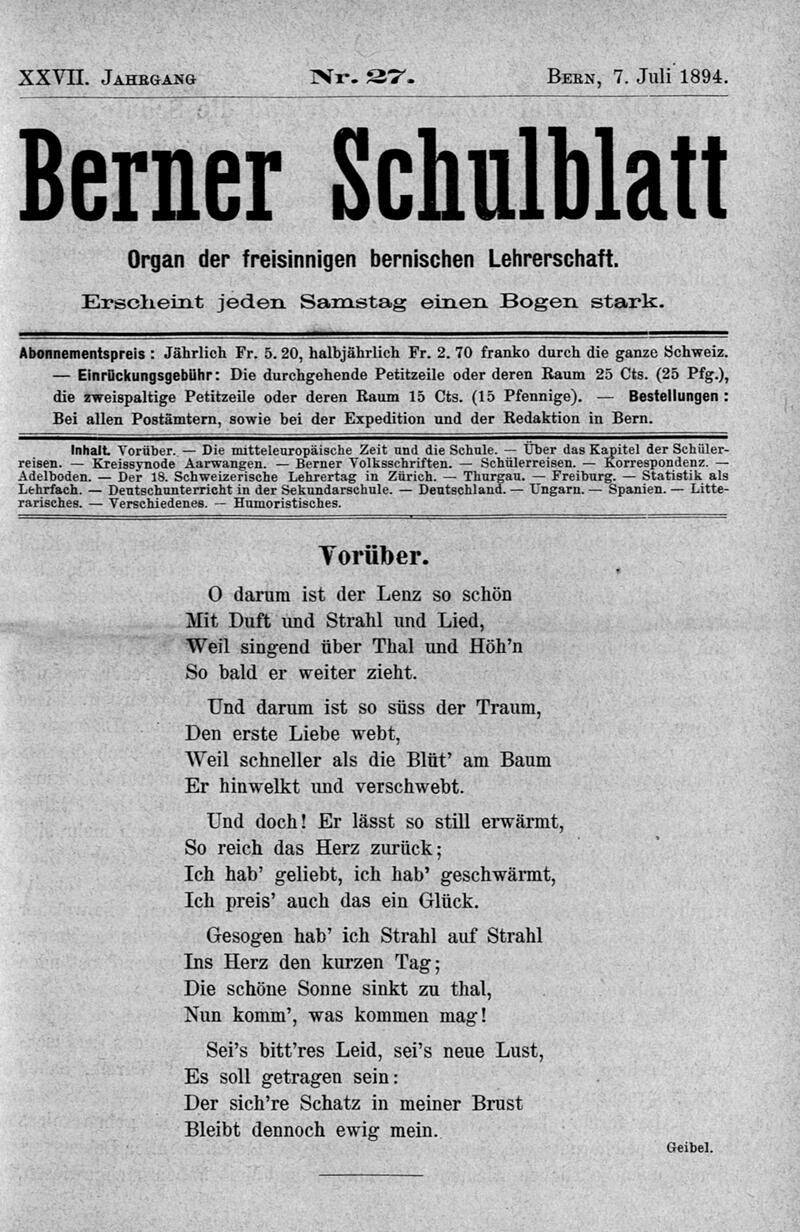 XXVII. Jahrgang Nr. 27. Bern, 7. Juli 1894.
Berner Schulblatt
Organ der freisinnigen bernischen Lehrerschaft.
Erscheint jeden Samstag einen Bogen stark.
Abonnementspreis: Jährlich Fr. 5. 20, halbjährlich Fr. 2. 70 franko durch die ganze Schweiz.
— Einrückungsgebühr: Die durchgehende Petitzeile oder deren Raum 25 Cts. (25 Pfg.),
die zweispaltige Petitzeile oder deren Raum 15 Cts. (15 Pfennige). — Bestellungen:
Bei allen Postämtern, sowie bei der Expedition und der Redaktion in Bern.
Inhalt. Vorüber. — Die mitteleuropäische Zeit und die Schule. — Über das Kapitel der Schüler-
reisen. — Kreissynode Aarwangen. — Berner Volksschriften. — Schülerreisen. — Korrespondenz. —
Adelboden. — Der 18. Schweizerische Lehrertag in Zürich. — Thurgau. — Freiburg. — Statistik als
Lehrfach. — Deutschunterricht in der Sekundarschule. — Deutschland. — Ungarn. — Spanien. — Litte-
rarisches. — Verschiedenes. — Humoristisches.
Vorüber.
O darum ist der Lenz so schön
Mit Duft und Strahl und Lied,
Weil singend über Thal und Höh'n
So bald er weiter zieht.
Und darum ist so süss der Traum,
Den erste Liebe webt,
Weil schneller als die Blüt' am Baum
Er hinwelkt und verschwebt.
Und doch! Er lässt so still erwärmt,
So reich das Herz zurück;
Ich hab' geliebt, ich hab' geschwärmt,
Ich preis' auch das ein Glück.
Gesogen hab' ich Strahl auf Strahl
Ins Herz den kurzen Tag;
Die schöne Sonne sinkt zu thal,
Nun komm', was kommen mag!
Sei's bitt'res Leid, sei's neue Lust,
Es soll getragen sein:
Der sich're Schatz in meiner Brust
Bleibt dennoch ewig mein.
Geibel.